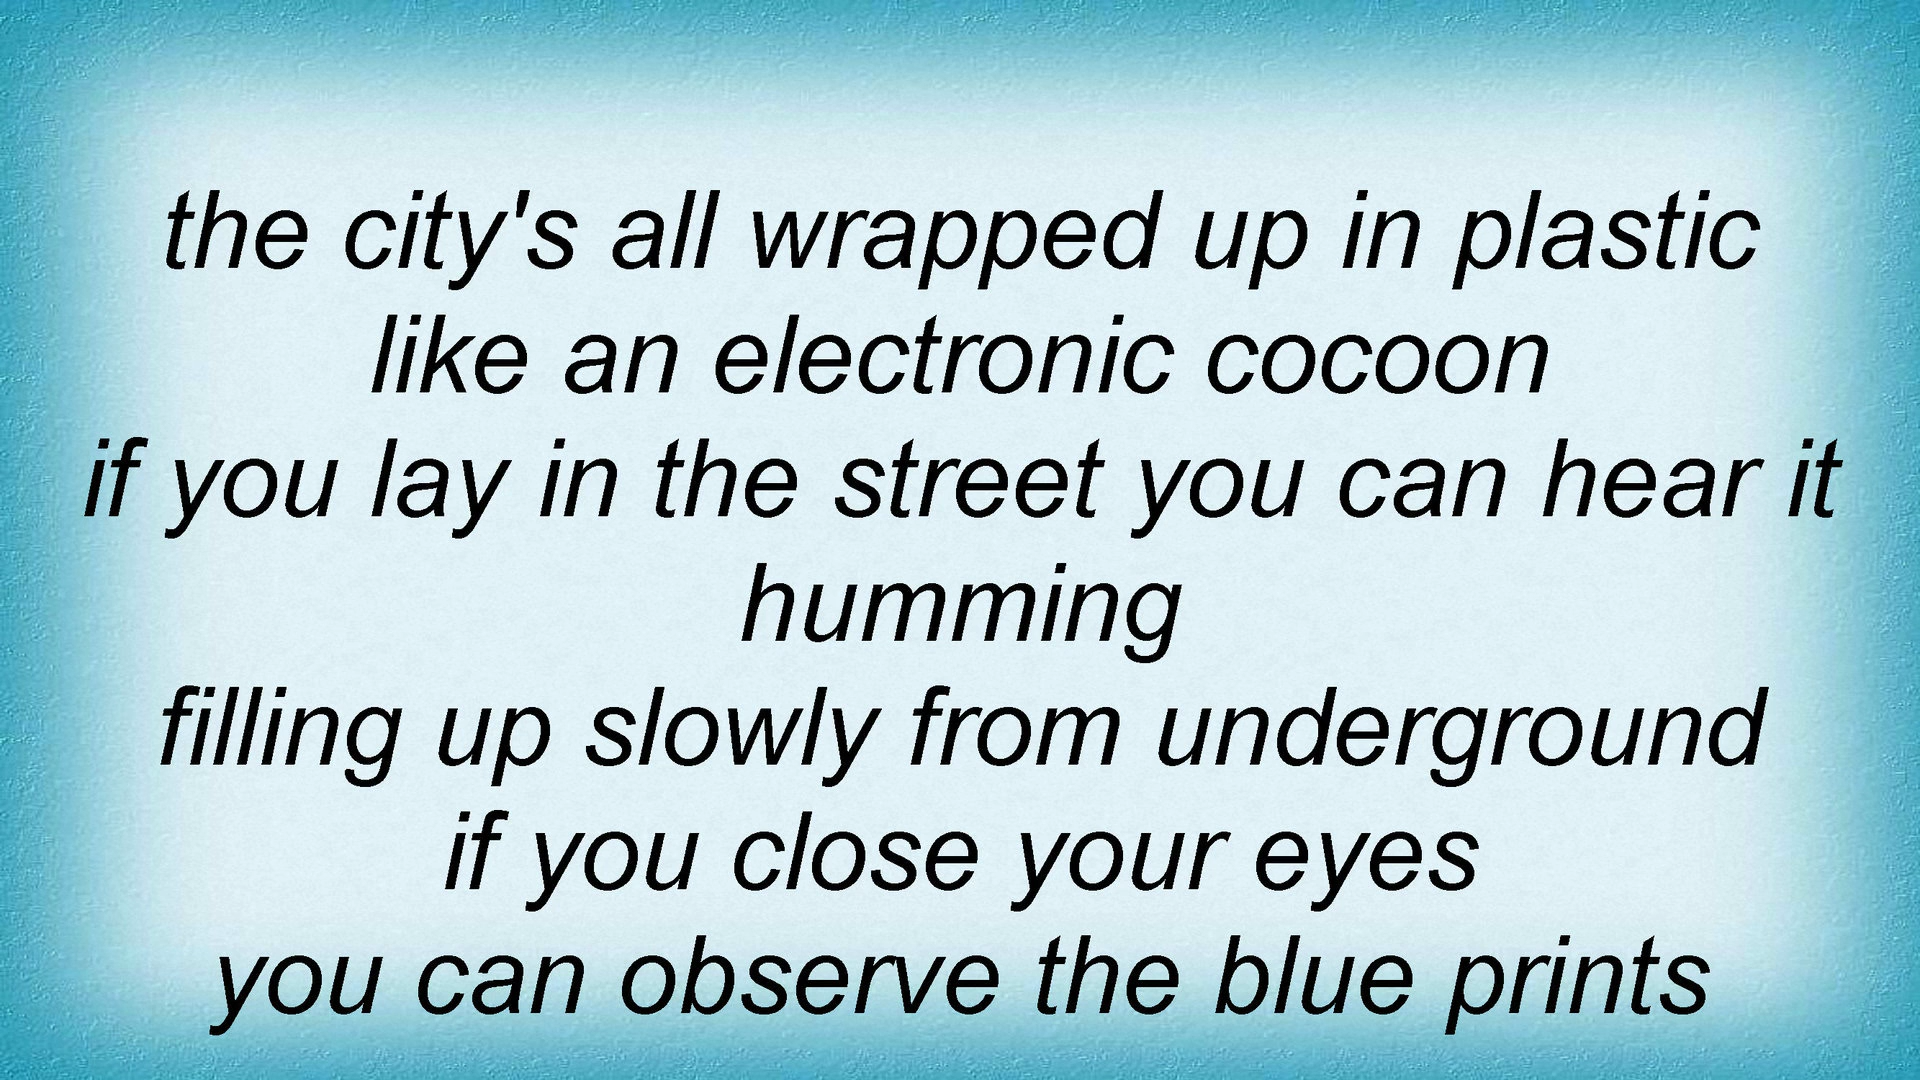 the city's all wrapped up in plastic
like an electronic cocoon
if you lay in the street you can hear it
humming
filling up slowly from underground
if you close your eyes
you can observe the blue prints